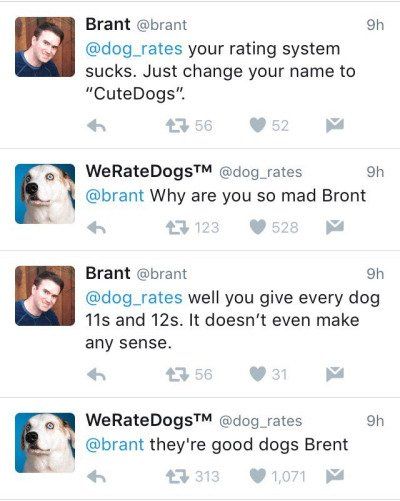 Brant @brant 9h
@dog_rates your rating system
sucks. Just change your name to
“CuteDogs”.
56 52
WeRateDogs™ @dog_rates 9h
@brant Why are you so mad Bront
123 528
Brant @brant 9h
@dog_rates well you give every dog
11s and 12s. It doesn’t even make
any sense.
56 31
WeRateDogs™ @dog_rates 9h
@brant they're good dogs Brent
313 1,071